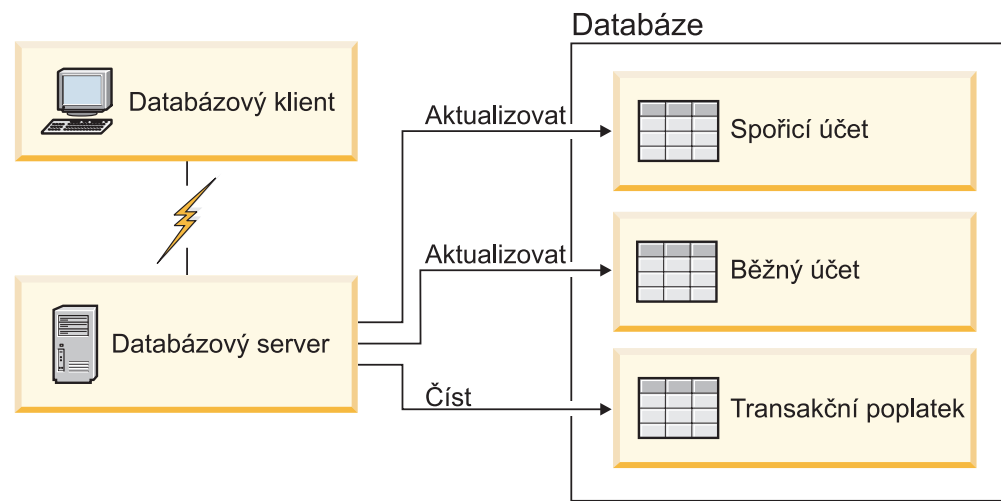 Databáze
Databázový klient
Aktualizovat
Spořicí účet
Aktualizovat
Běžný účet
Databázový server
Číst
Transakční poplatek